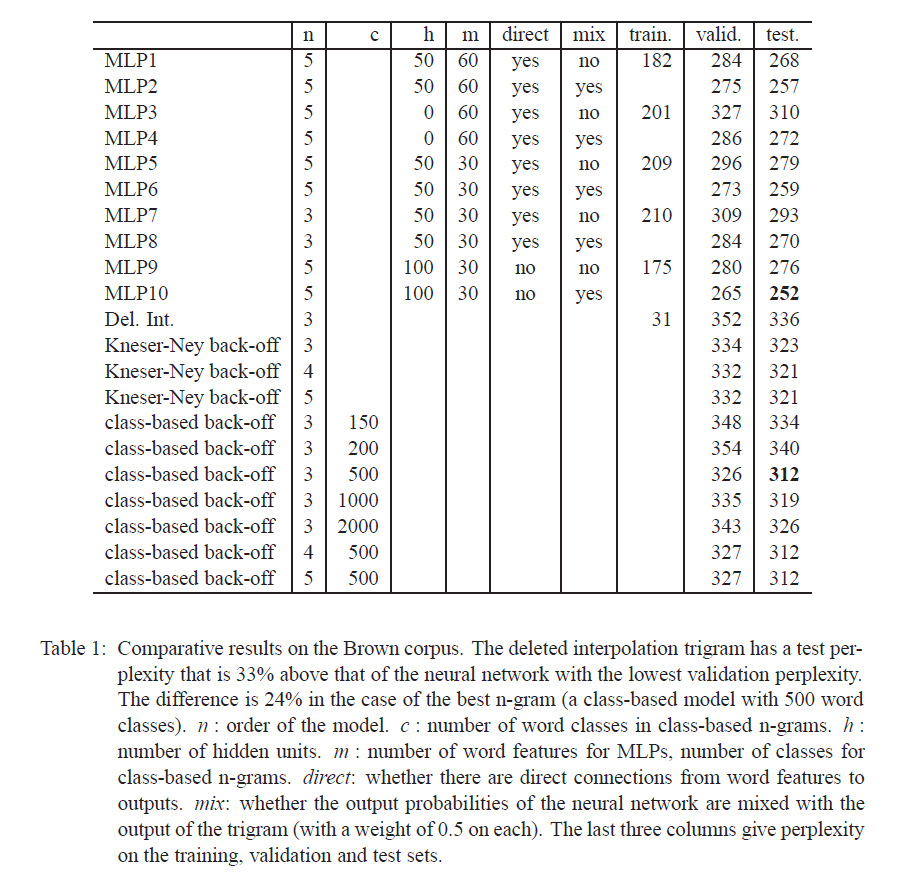 n c h m direct mix train. valid. test.
MLP1 5 50 60 yes no 182 284 268
MLP2 5 50 60 yes yes 275 257
MLP3 5 0 60 yes no 201 327 310
MLP4 5 0 60 yes yes 286 272
MLP5 5 50 30 yes no 209 296 279
MLP6 5 50 30 yes yes 273 259
MLP7 3 50 30 yes no 210 309 293
MLP8 3 50 30 yes yes 284 270
MLP9 5 100 30 no no 175 280 276
MLP10 5 100 30 no yes 265 252
Del. Int. 3 31 352 336
Kneser-Ney back-off 3 334 323
Kneser-Ney back-off 4 332 321
Kneser-Ney back-off 5 332 321
class-based back-off 3 150 348 334
class-based back-off 3 200 354 340
class-based back-off 3 500 326 312
class-based back-off 3 1000 335 319
class-based back-off 3 2000 343 326
class-based back-off 4 500 327 312
class-based back-off 5 500 327 312
Table 1: Comparative results on the Brown corpus. The deleted interpolation trigram has a test per-
plexity that is 33% above that of the neural network with the lowest validation perplexity.
The difference is 24% in the case of the best n-gram (a class-based model with 500 word
classes). n : order of the model. c : number of word classes in class-based n-grams. h :
number of hidden units. m : number of word features for MLPs, number of classes for
class-based n-grams. direct: whether there are direct connections from word features to
outputs. mix: whether the output probabilities of the neural network are mixed with the
output of the trigram (with a weight of 0.5 on each). The last three columns give perplexity
on the training, validation and test sets.